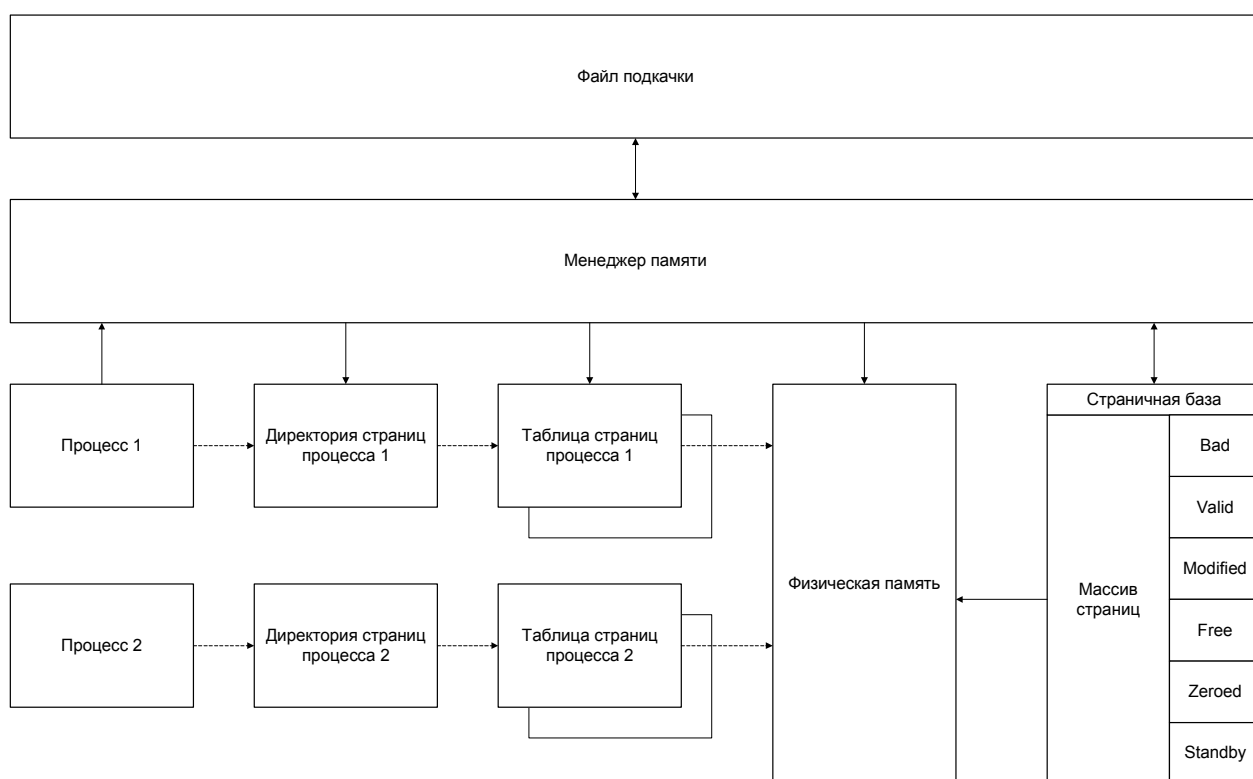 Файл подкачки
Менеджер памяти
Процесс 1
Директория страниц
процесса 1
Таблица страниц
процесса 1
Физическая память
Страничная база
Массив
страниц
Bad
Valid
Modified
Free
Zeroed
Standby
Процесс 2
Директория страниц
процесса 2
Таблица страниц
процесса 2